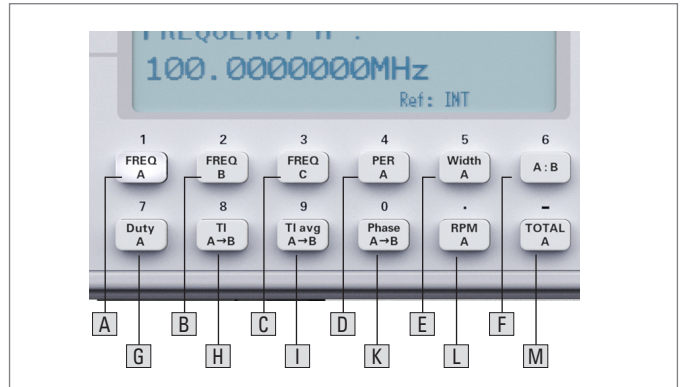 FREQUENCY A :
100.0000000MHz
Ref: INT
1 2 3 4 5 6
FREQ A FREQ B FREQ C PER A Width A A : B
7 8 9 0 . -
Duty A TI A→B TI avg A→B Phase A→B RPM A TOTAL A
A B C D E F
G H I K L M